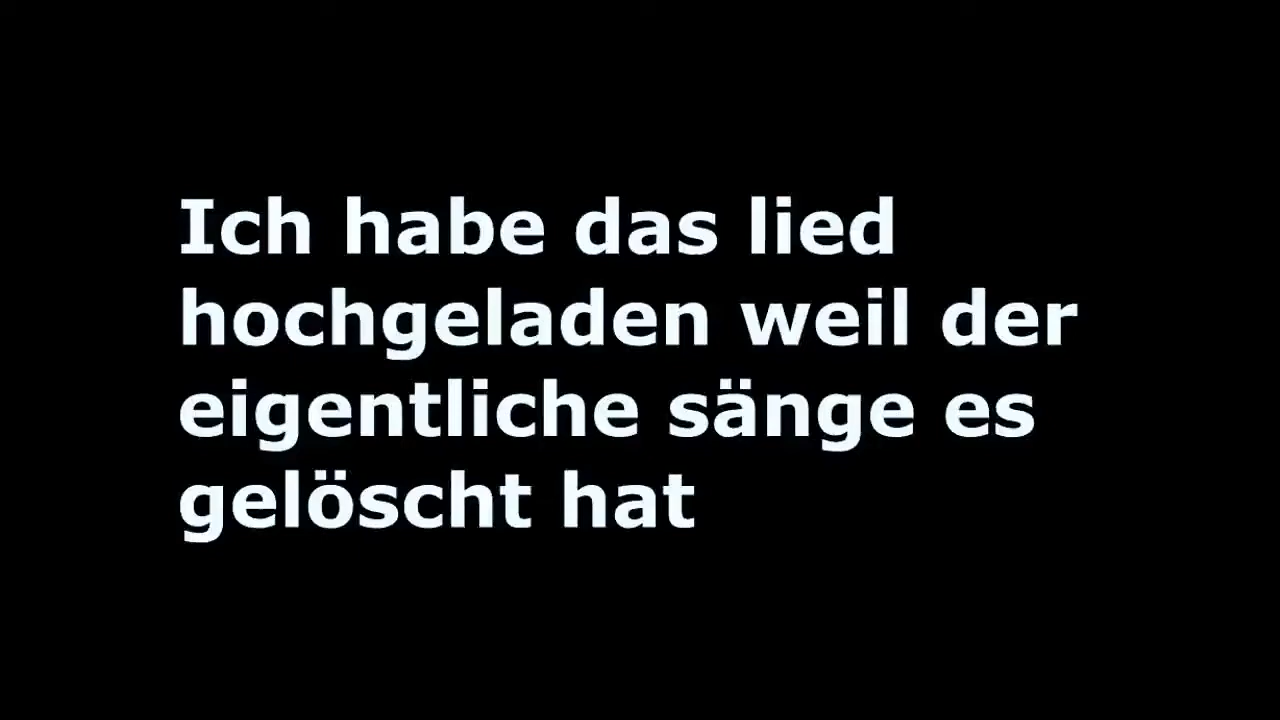 Ich habe das lied
hochgeladen weil der
eigentliche sänge es
gelöscht hat